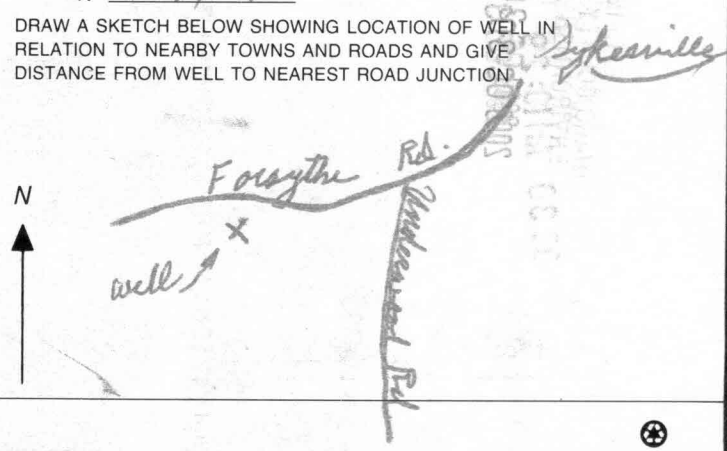 DRAW A SKETCH BELOW SHOWING LOCATION OF WELL IN
RELATION TO NEARBY TOWNS AND ROADS AND GIVE
DISTANCE FROM WELL TO NEAREST ROAD JUNCTION
Sykesville
Forsythe Rd.
N
X
well
Underwood Rd